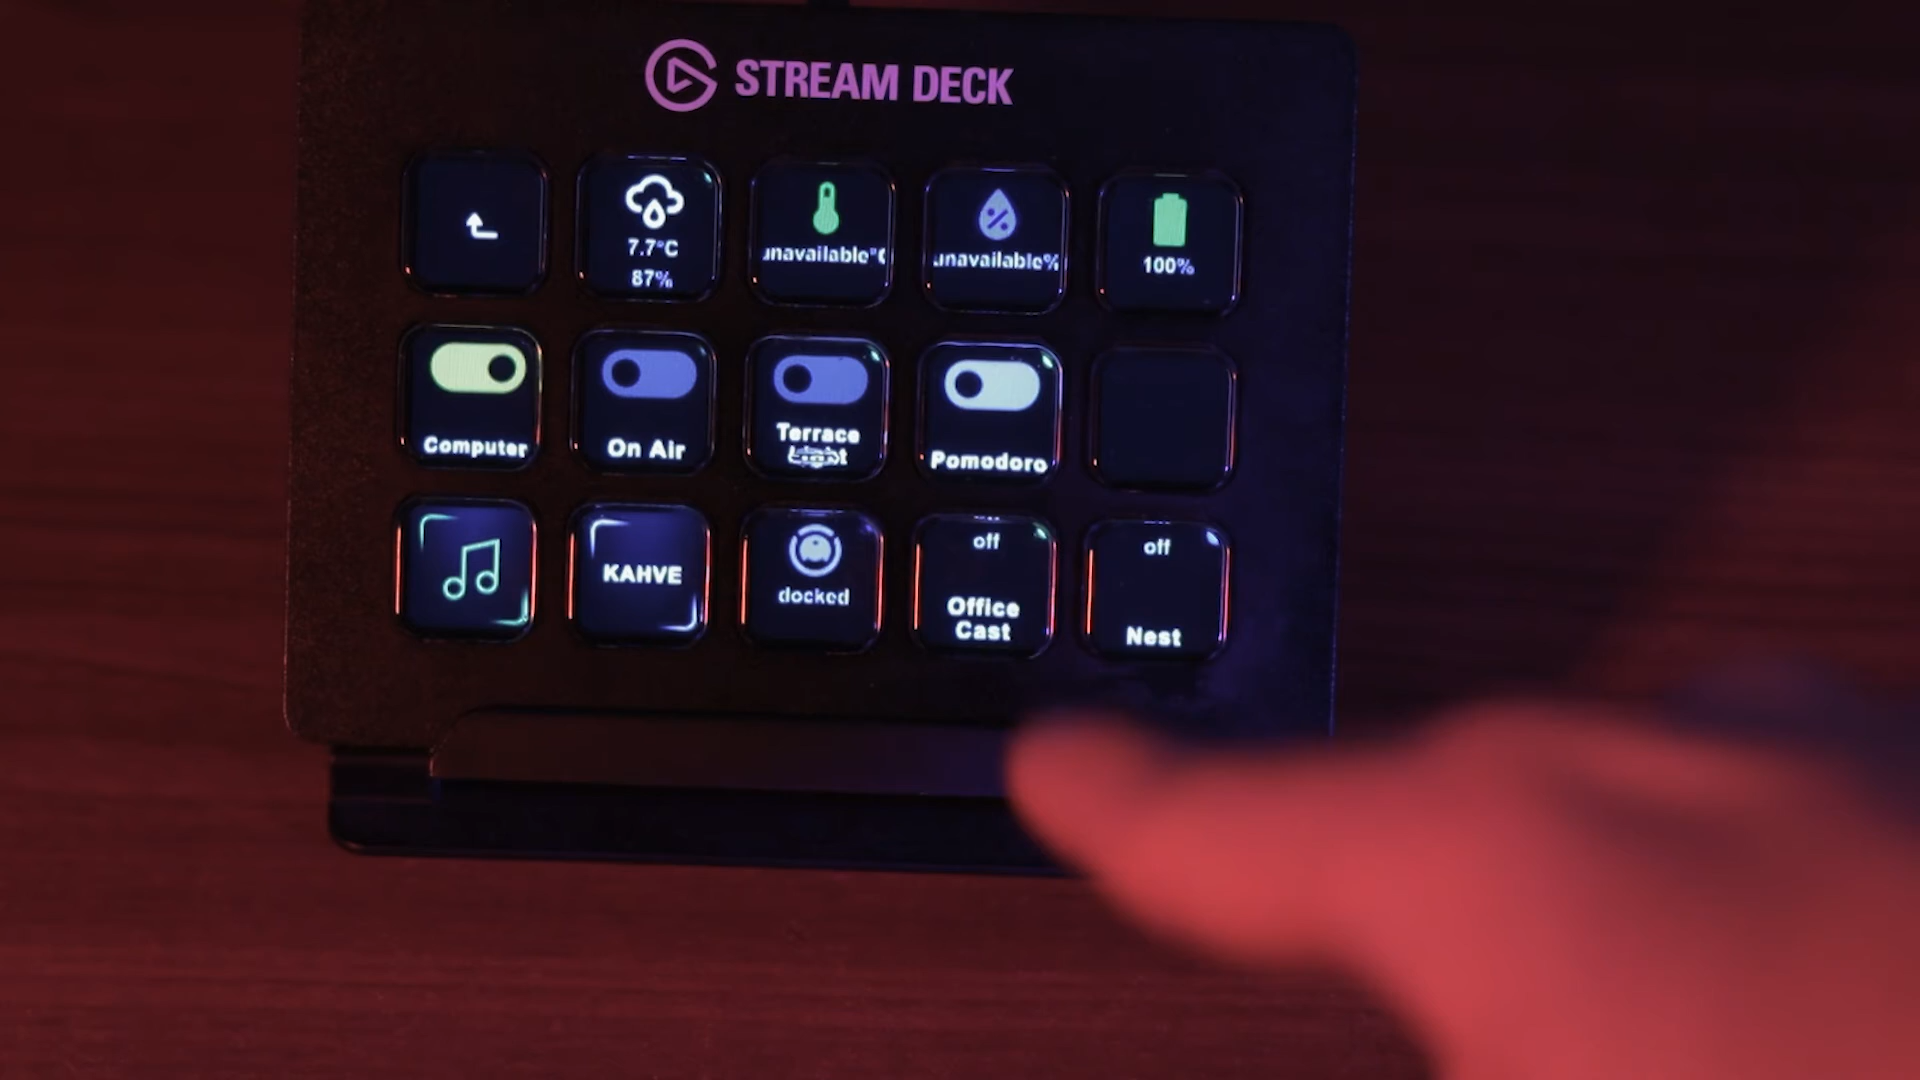 STREAM DECK
7.7°C
87%
unavailable°C
unavailable%
100%
Computer
On Air
Terrace
Pomodoro
KAHVE
docked
off
Office
Cast
off
Nest